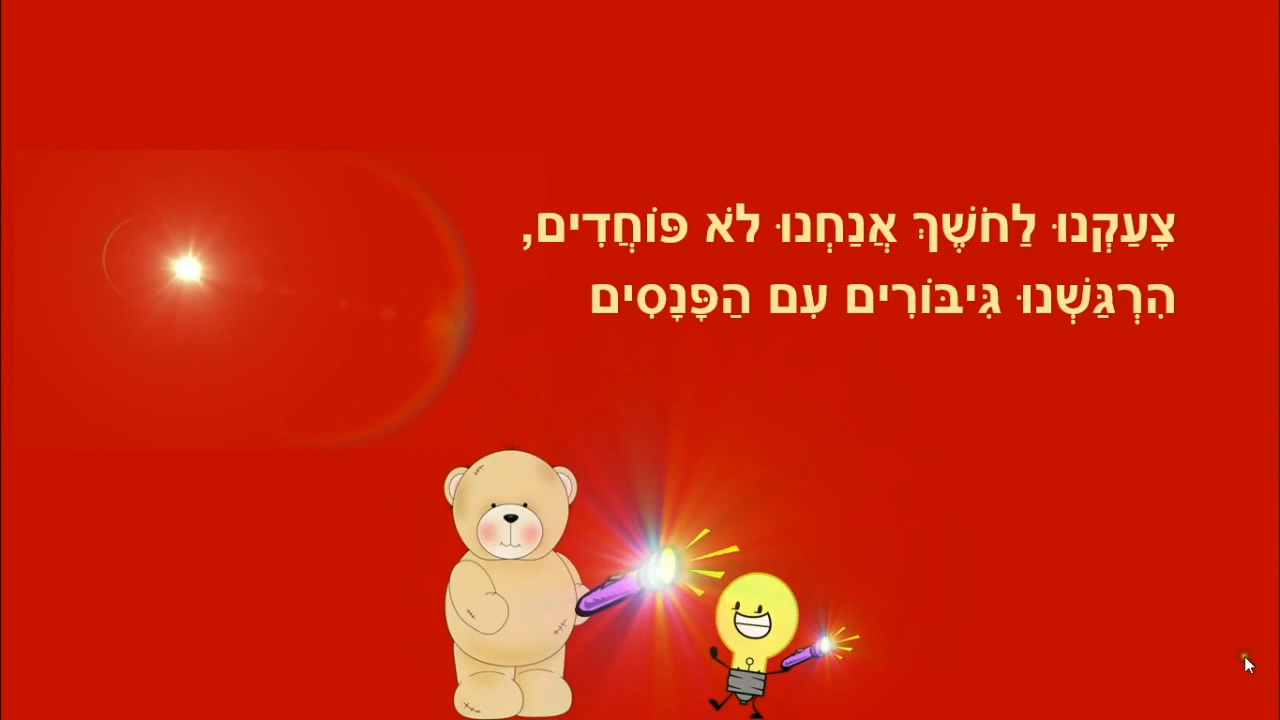 צָעַקְנוּ לַחֹשֶׁךְ אֲנַחְנוּ לֹא פּוֹחֲדִים,
הִרְגַּשְׁנוּ גִּיבּוֹרִים עִם הַפָּנָסִים